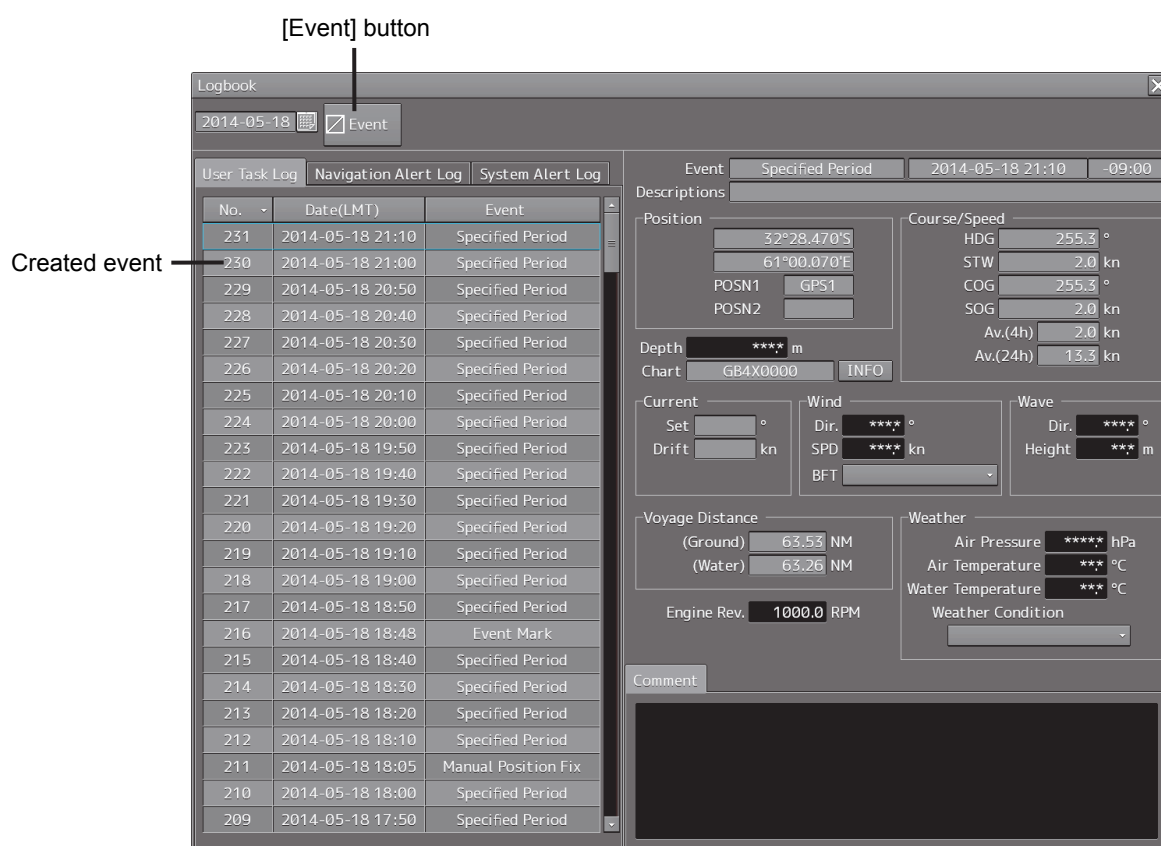 [Event] button
Logbook
2014-05-18 Event
User Task Log Navigation Alert Log System Alert Log
No. Date(LMT) Event
231 2014-05-18 21:10 Specified Period
Created event
230 2014-05-18 21:00 Specified Period
229 2014-05-18 20:50 Specified Period
228 2014-05-18 20:40 Specified Period
227 2014-05-18 20:30 Specified Period
226 2014-05-18 20:20 Specified Period
225 2014-05-18 20:10 Specified Period
224 2014-05-18 20:00 Specified Period
223 2014-05-18 19:50 Specified Period
222 2014-05-18 19:40 Specified Period
221 2014-05-18 19:30 Specified Period
220 2014-05-18 19:20 Specified Period
219 2014-05-18 19:10 Specified Period
218 2014-05-18 19:00 Specified Period
217 2014-05-18 18:50 Specified Period
216 2014-05-18 18:48 Event Mark
215 2014-05-18 18:40 Specified Period
214 2014-05-18 18:30 Specified Period
213 2014-05-18 18:20 Specified Period
212 2014-05-18 18:10 Specified Period
211 2014-05-18 18:05 Manual Position Fix
210 2014-05-18 18:00 Specified Period
209 2014-05-18 17:50 Specified Period
Event Specified Period 2014-05-18 21:10 -09:00
Descriptions
Position
32°28.470'S
61°00.070'E
POSN1 GPS1
POSN2
Course/Speed
HDG 255.3 °
STW 2.0 kn
COG 255.3 °
SOG 2.0 kn
Av.(4h) 2.0 kn
Av.(24h) 13.3 kn
Depth ***.* m
Chart GB4X0000 INFO
Current
Set °
Drift kn
Wind
Dir. ***.* °
SPD ***.* kn
BFT
Wave
Dir. ***.* °
Height **.* m
Voyage Distance
(Ground) 63.53 NM
(Water) 63.26 NM
Engine Rev. 1000.0 RPM
Weather
Air Pressure ****.* hPa
Air Temperature **.* °C
Water Temperature **.* °C
Weather Condition
Comment